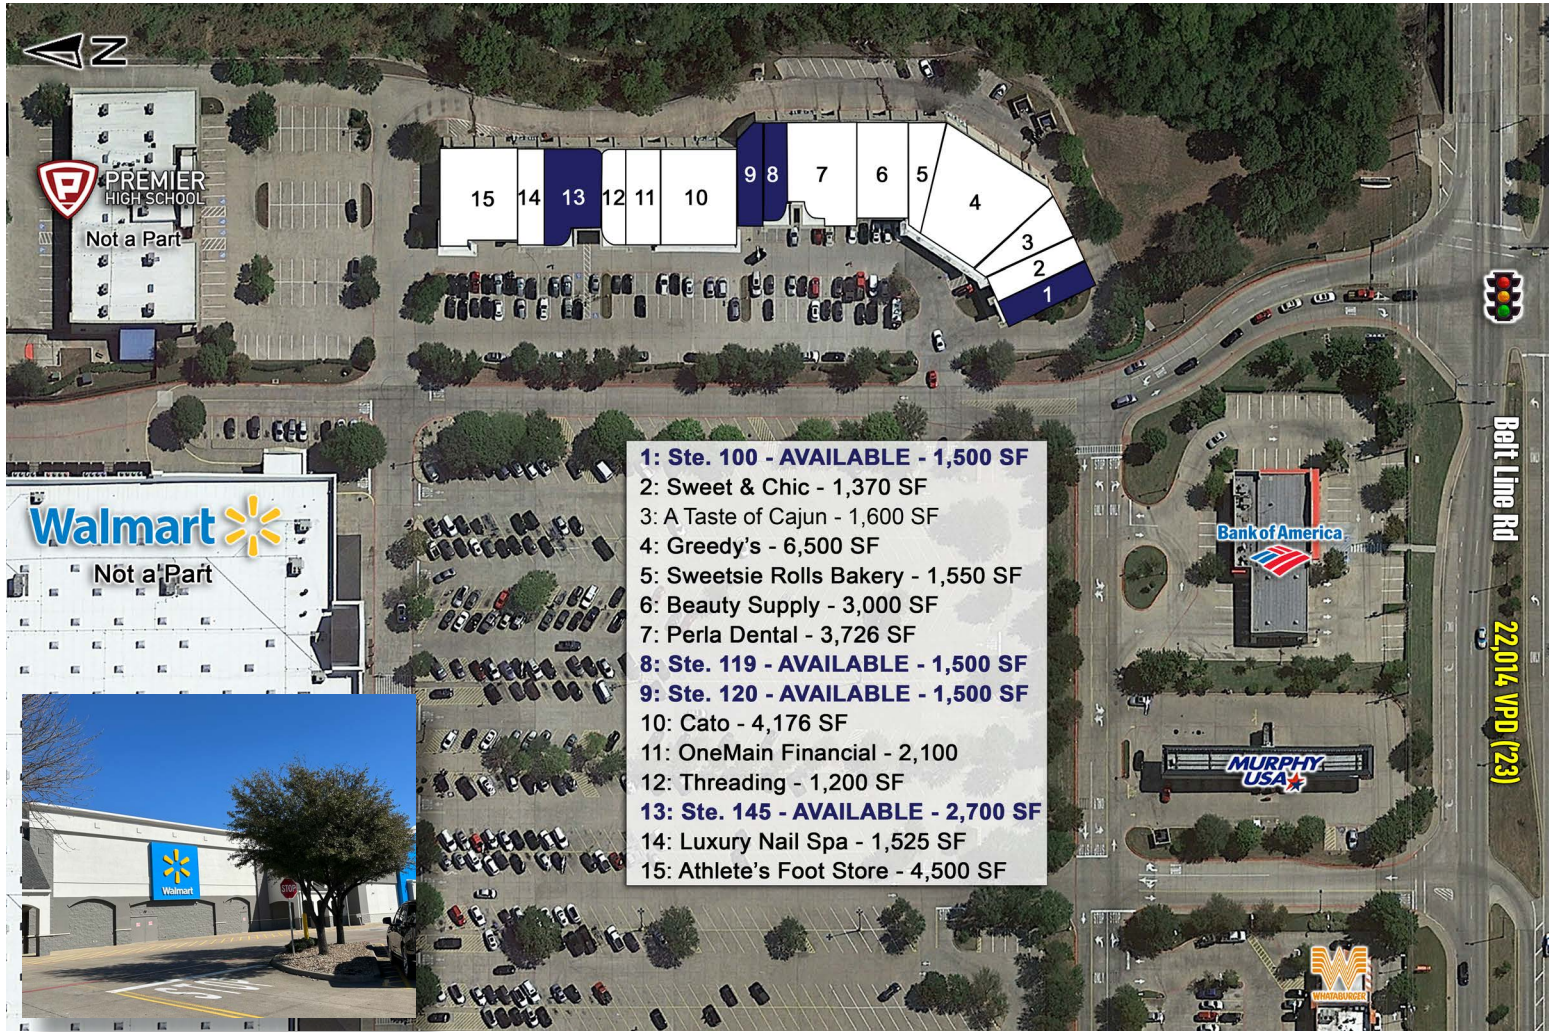 N
PREMIER
HIGH SCHOOL
Not a Part
15
14
13
12
11
10
9
8
7
6
5
4
3
2
1
Walmart
Not a Part
1: Ste. 100 - AVAILABLE - 1,500 SF
2: Sweet & Chic - 1,370 SF
3: A Taste of Cajun - 1,600 SF
4: Greedy's - 6,500 SF
5: Sweetsie Rolls Bakery - 1,550 SF
6: Beauty Supply - 3,000 SF
7: Perla Dental - 3,726 SF
8: Ste. 119 - AVAILABLE - 1,500 SF
9: Ste. 120 - AVAILABLE - 1,500 SF
10: Cato - 4,176 SF
11: OneMain Financial - 2,100
12: Threading - 1,200 SF
13: Ste. 145 - AVAILABLE - 2,700 SF
14: Luxury Nail Spa - 1,525 SF
15: Athlete's Foot Store - 4,500 SF
Bank of America
MURPHY
USA
WHATABURGER
Belt Line Rd
22,014 VPD ('23)
Walmart
STOP
STOP